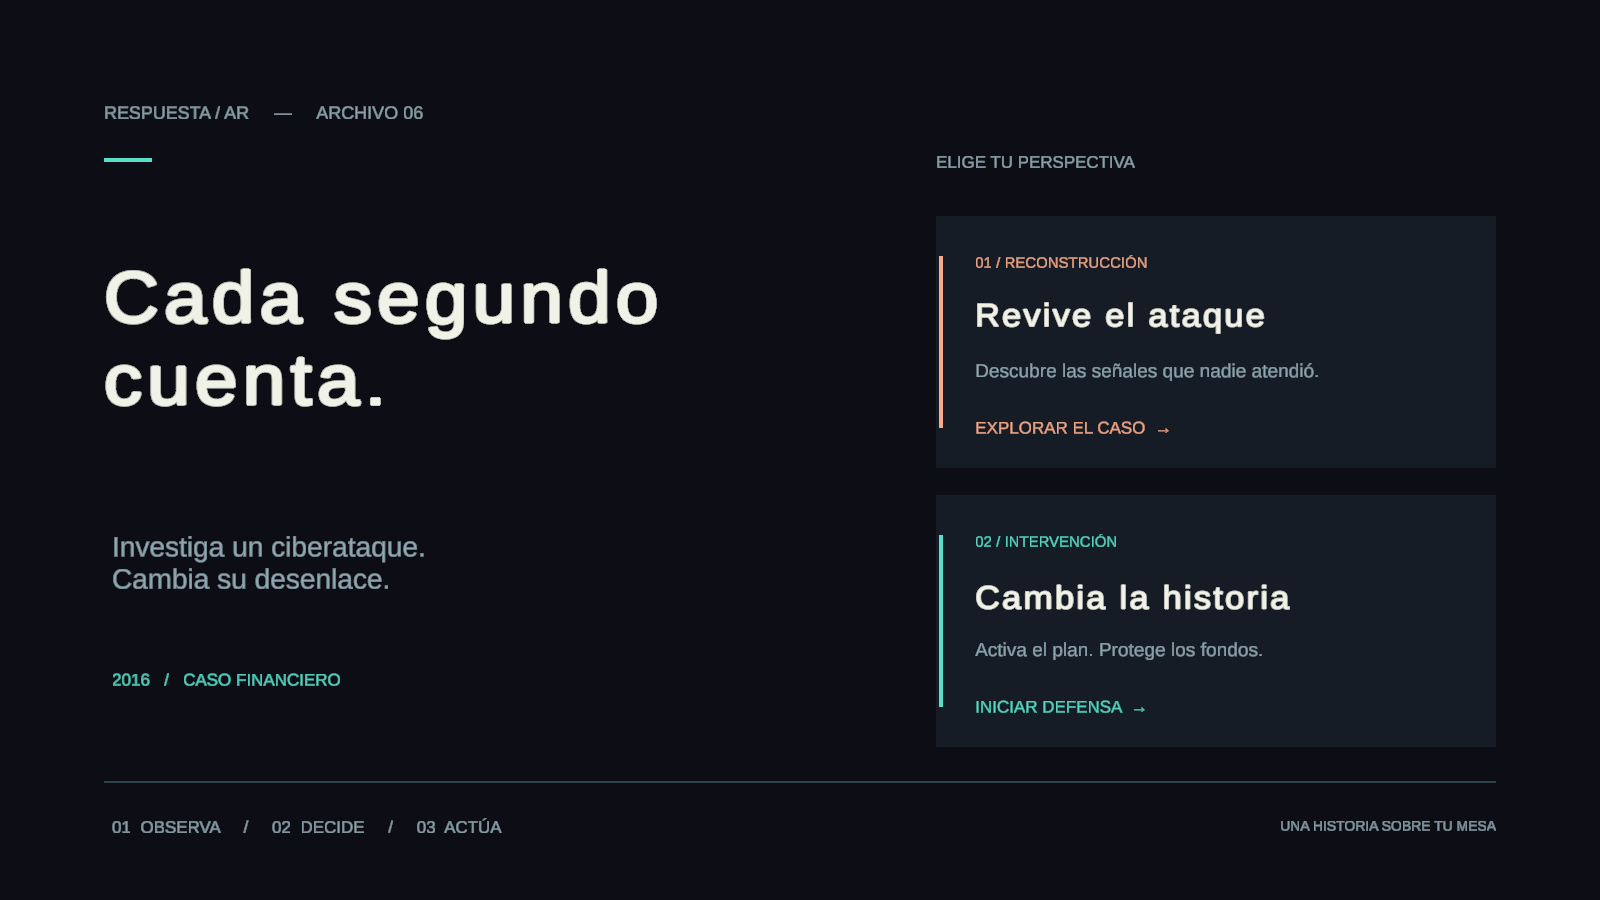 RESPUESTA / AR — ARCHIVO 06
Cada segundo
cuenta.
Investiga un ciberataque.
Cambia su desenlace.
2016 / CASO FINANCIERO
ELIGE TU PERSPECTIVA
01 / RECONSTRUCCIÓN
Revive el ataque
Descubre las señales que nadie atendió.
EXPLORAR EL CASO →
02 / INTERVENCIÓN
Cambia la historia
Activa el plan. Protege los fondos.
INICIAR DEFENSA →
01 OBSERVA / 02 DECIDE / 03 ACTÚA
UNA HISTORIA SOBRE TU MESA